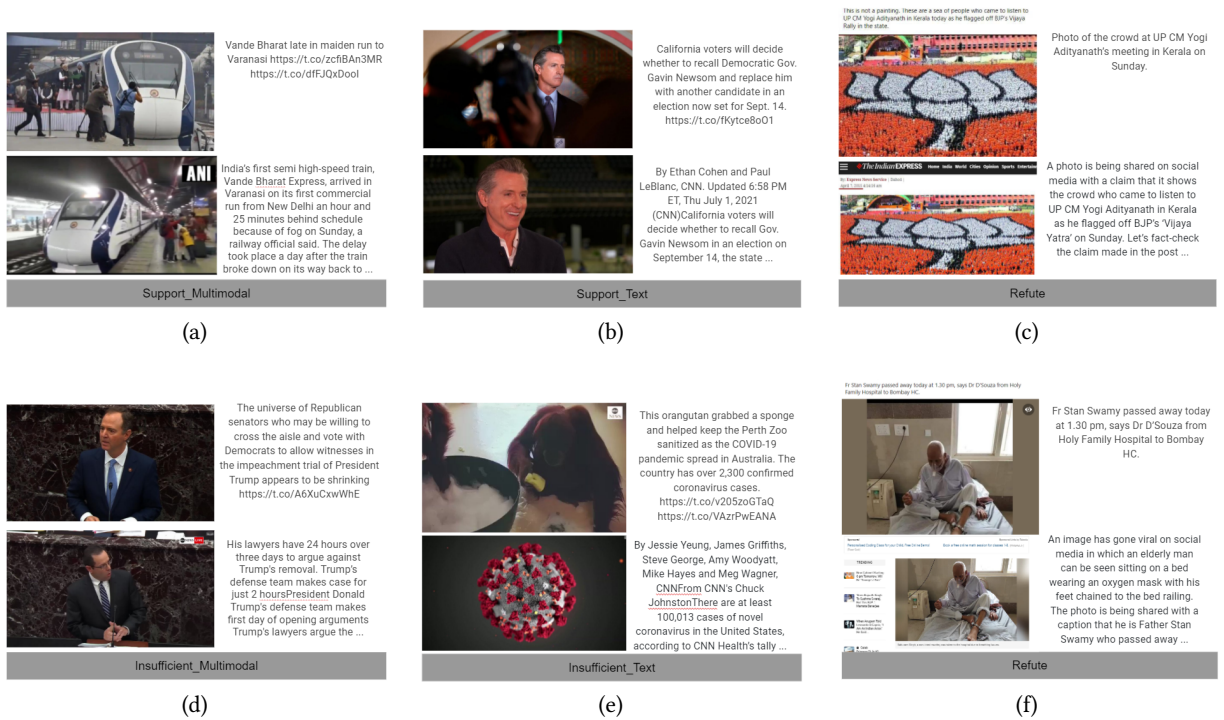 Vande Bharat late in maiden run to
Varanasi https://t.co/zcfiBAn3MR
https://t.co/dfFJQxDooI
ANI
India's first semi high-speed train,
Vande Bharat Express, arrived in
Varanasi on its first commercial
run from New Delhi an hour and
25 minutes behind schedule
because of fog on Sunday, a
railway official said. The delay
took place a day after the train
broke down on its way back to ...
Support_Multimodal
(a)
California voters will decide
whether to recall Democratic Gov.
Gavin Newsom and replace him
with another candidate in an
election now set for Sept. 14.
https://t.co/fKytce8oO1
By Ethan Cohen and Paul
LeBlanc, CNN. Updated 6:58 PM
ET, Thu July 1, 2021
(CNN)California voters will
decide whether to recall Gov.
Gavin Newsom in an election on
September 14, the state ...
Support_Text
(b)
This is not a painting. These are a sea of people who came to listen to
UP CM Yogi Adityanath in Kerala today as he flagged off BJP's Vijaya
Rally in the state.
Photo of the crowd at UP CM Yogi
Adityanath's meeting in Kerala on
Sunday.
The Indian EXPRESS
Home India World Cities Opinion Sports Entertain
By Express News Service
A photo is being shared on social
media with a claim that it shows
the crowd who came to listen to
UP CM Yogi Adityanath in Kerala
as he flagged off BJP's 'Vijaya
Yatra' on Sunday. Let's fact-check
the claim made in the post ...
Refute
(c)
The universe of Republican
senators who may be willing to
cross the aisle and vote with
Democrats to allow witnesses in
the impeachment trial of President
Trump appears to be shrinking
https://t.co/A6XuCxwWhE
His lawyers have 24 hours over
three days to argue against
Trump's removal. Trump's
defense team makes case for
just 2 hoursPresident Donald
Trump's defense team makes
first day of opening arguments
Trump's lawyers argue the ...
Insufficient_Multimodal
(d)
This orangutan grabbed a sponge
and helped keep the Perth Zoo
sanitized as the COVID-19
pandemic spread in Australia. The
country has over 2,300 confirmed
coronavirus cases.
https://t.co/v205zoGTaQ
https://t.co/VAzrPwEANA
By Jessie Yeung, James Griffiths,
Steve George, Amy Woodyatt,
Mike Hayes and Meg Wagner,
CNNFrom CNN's Chuck
JohnstonThere are at least
100,013 cases of novel
coronavirus in the United States,
according to CNN Health's tally ...
Insufficient_Text
(e)
Fr Stan Swamy passed away today at 1.30 pm, says Dr D'Souza from Holy
Family Hospital to Bombay HC.
Fr Stan Swamy passed away today
at 1.30 pm, says Dr D'Souza from
Holy Family Hospital to Bombay
HC.
TRENDING
An image has gone viral on social
media in which an elderly man
can be seen sitting on a bed
wearing an oxygen mask with his
feet chained to the bed railing.
The photo is being shared with a
caption that he is Father Stan
Swamy who passed away ...
Refute
(f)